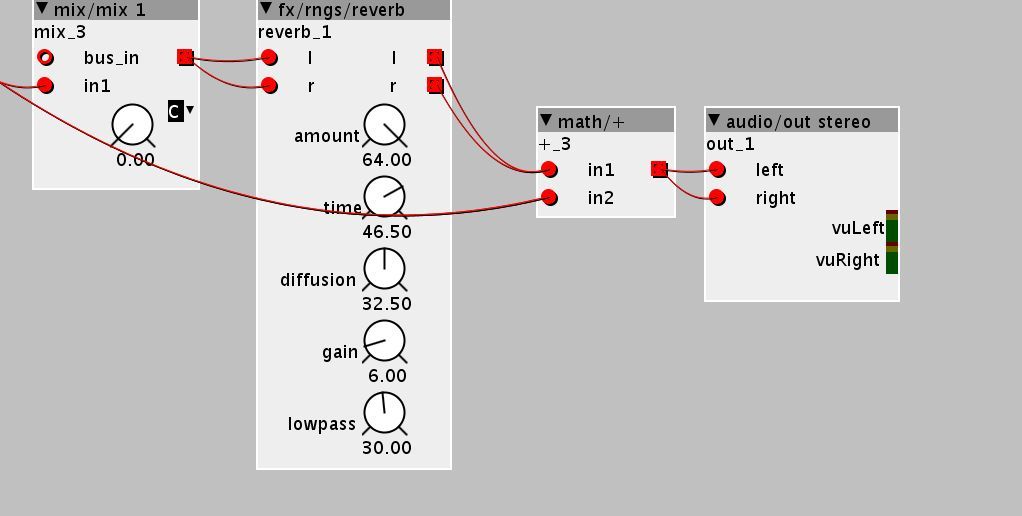 mix/mix 1
mix_3
bus_in
in1
C
0.00
fx/rngs/reverb
reverb_1
l l
r r
amount
64.00
time
46.50
diffusion
32.50
gain
6.00
lowpass
30.00
math/+
+_3
in1
in2
audio/out stereo
out_1
left
right
vuLeft
vuRight